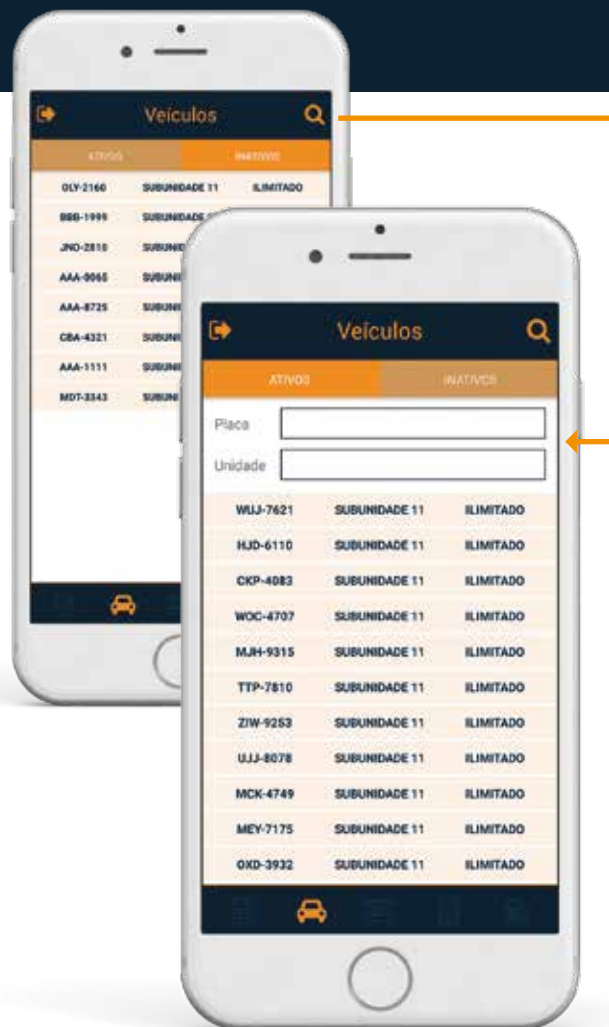 Veículos
ATIVOS INATIVOS
OLY-2160 SUBUNIDADE 11 ILIMITADO
BBB-1999 SUBUNIDADE
JNO-2810
AAA-0065
AAA-8725
CBA-4321
AAA-1111
MDT-3343
Veículos
ATIVOS INATIVOS
Placa
Unidade
WUJ-7621 SUBUNIDADE 11 ILIMITADO
HJD-6110 SUBUNIDADE 11 ILIMITADO
CKP-4083 SUBUNIDADE 11 ILIMITADO
WOC-4707 SUBUNIDADE 11 ILIMITADO
MJH-9315 SUBUNIDADE 11 ILIMITADO
TTP-7810 SUBUNIDADE 11 ILIMITADO
ZIW-9253 SUBUNIDADE 11 ILIMITADO
UJJ-8078 SUBUNIDADE 11 ILIMITADO
MCK-4749 SUBUNIDADE 11 ILIMITADO
MEY-7175 SUBUNIDADE 11 ILIMITADO
OXD-3932 SUBUNIDADE 11 ILIMITADO